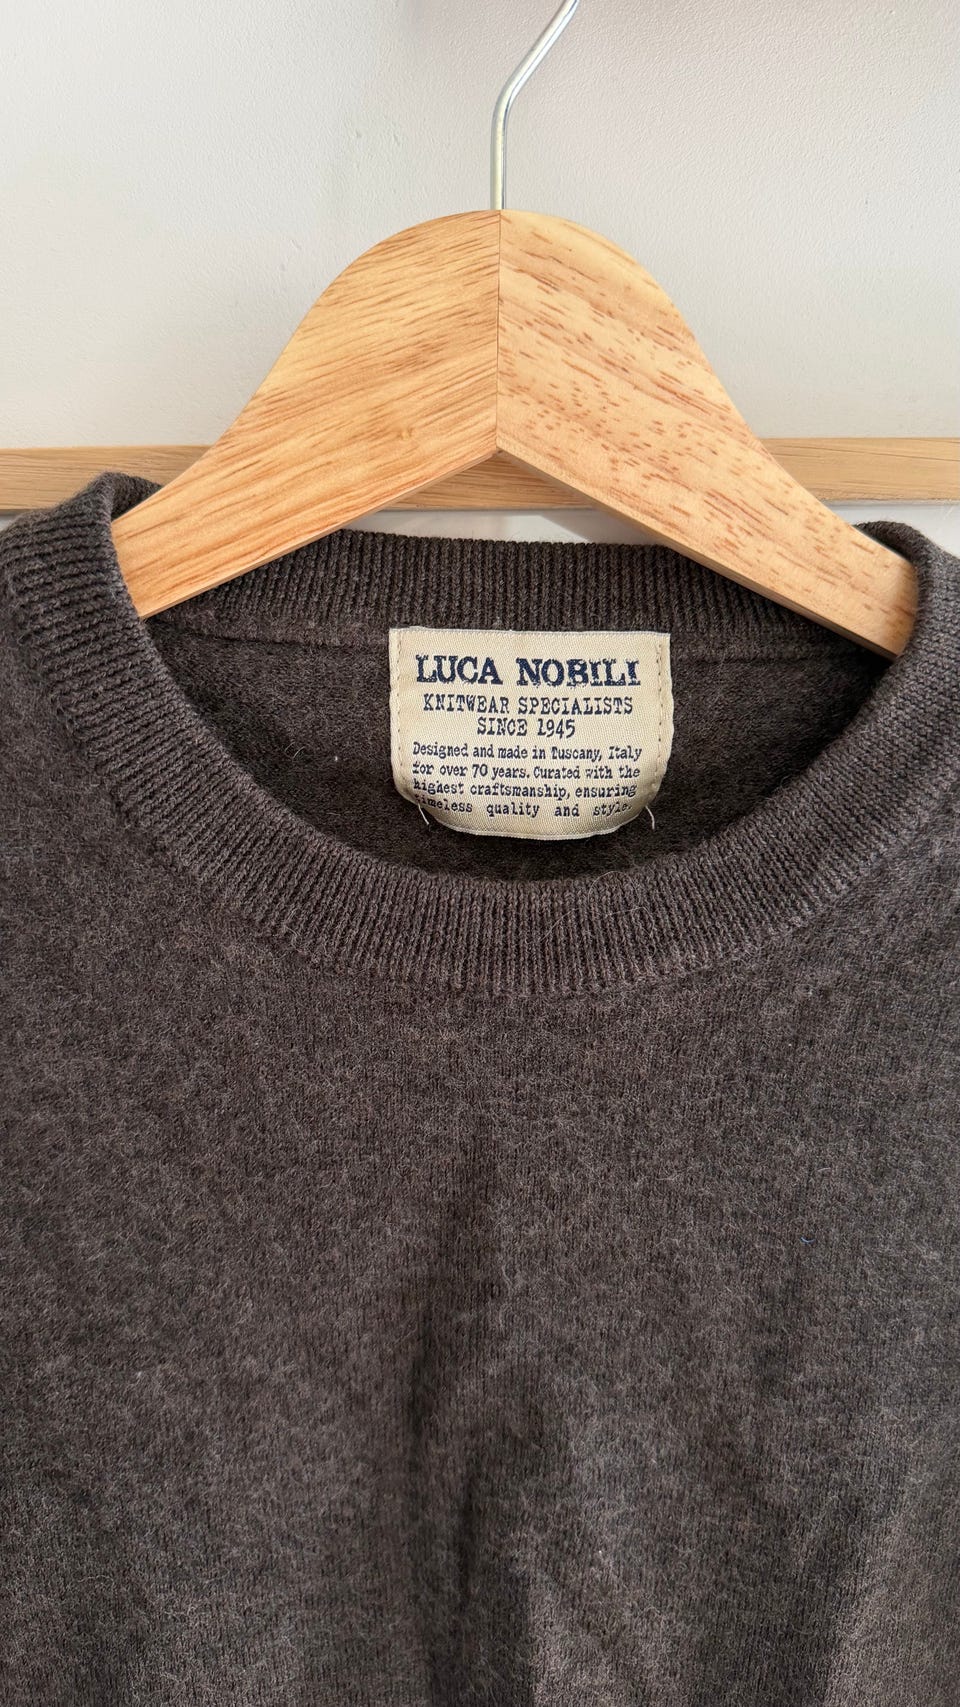 LUCA NOBILI
KNITWEAR SPECIALISTS
SINCE 1945
Designed and made in Tuscany, Italy
for over 70 years. Curated with the
highest craftsmanship, ensuring
timeless quality and style.